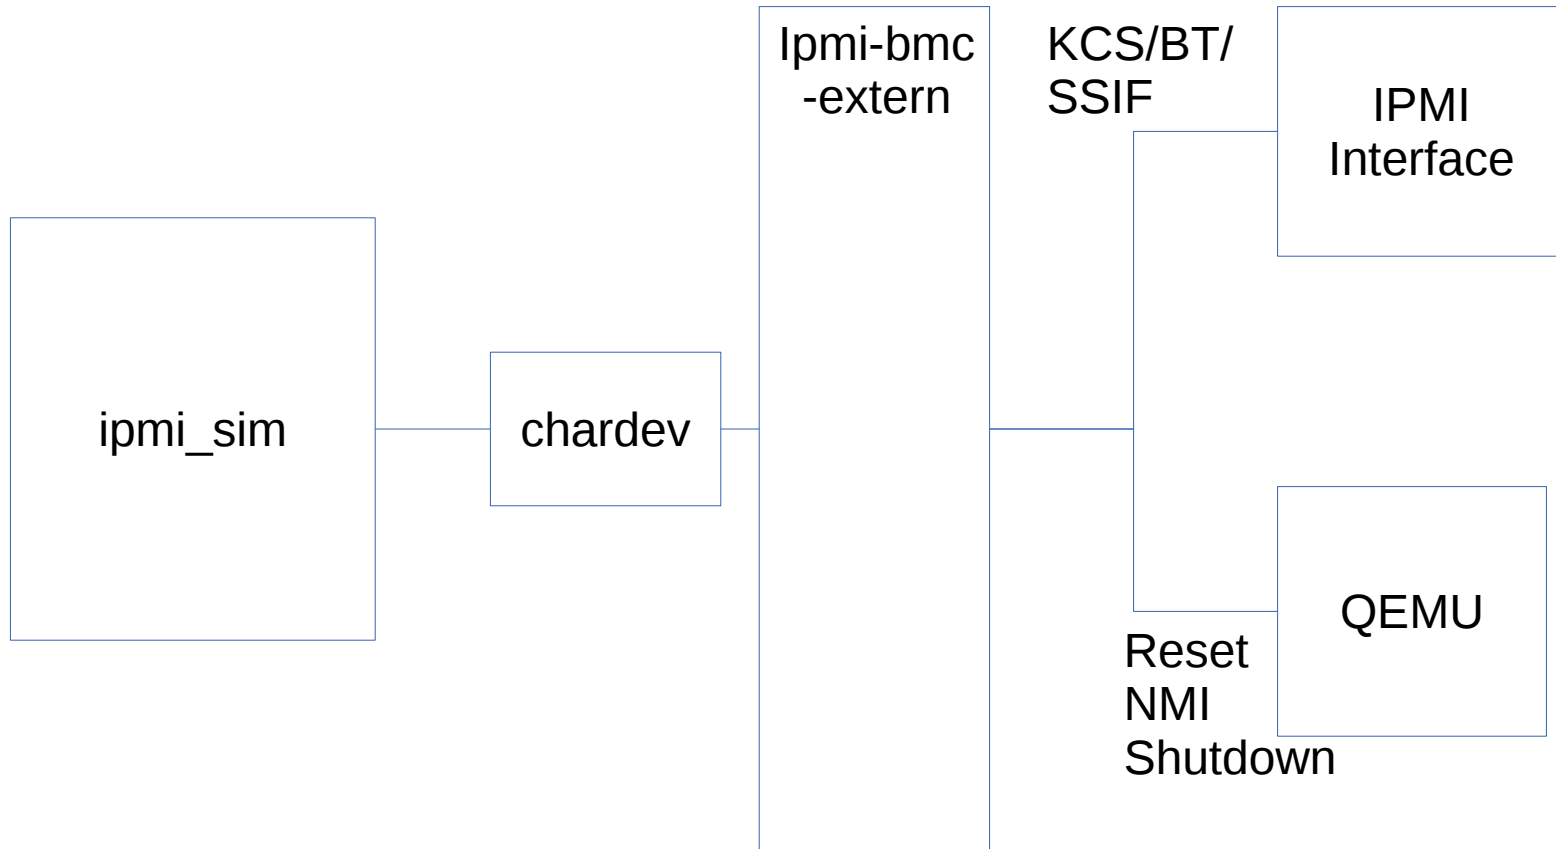 ipmi_sim
chardev
Ipmi-bmc
-extern
KCS/BT/
SSIF
IPMI
Interface
QEMU
Reset
NMI
Shutdown